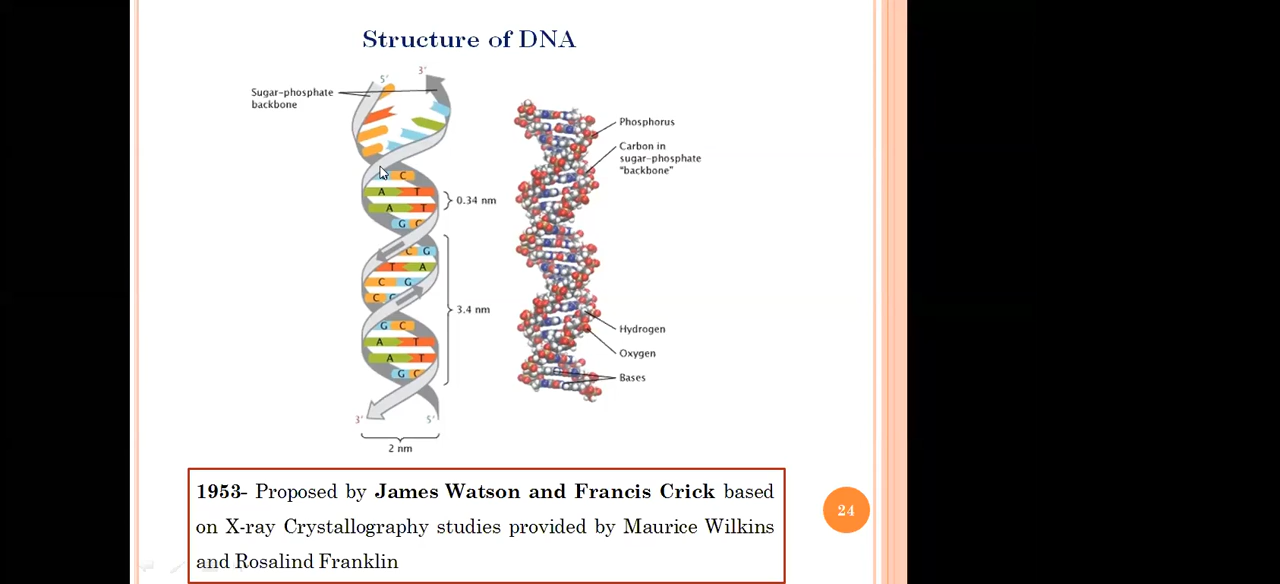 Structure of DNA
5' 3'
Sugar-phosphate
backbone
C
A T
A T
G C
0.34 nm
C G
T A
C G
C
3.4 nm
G C
A T
A T
G C
3' 5'
2 nm
Phosphorus
Carbon in
sugar-phosphate
"backbone"
Hydrogen
Oxygen
Bases
1953- Proposed by James Watson and Francis Crick based
on X-ray Crystallography studies provided by Maurice Wilkins
and Rosalind Franklin
24